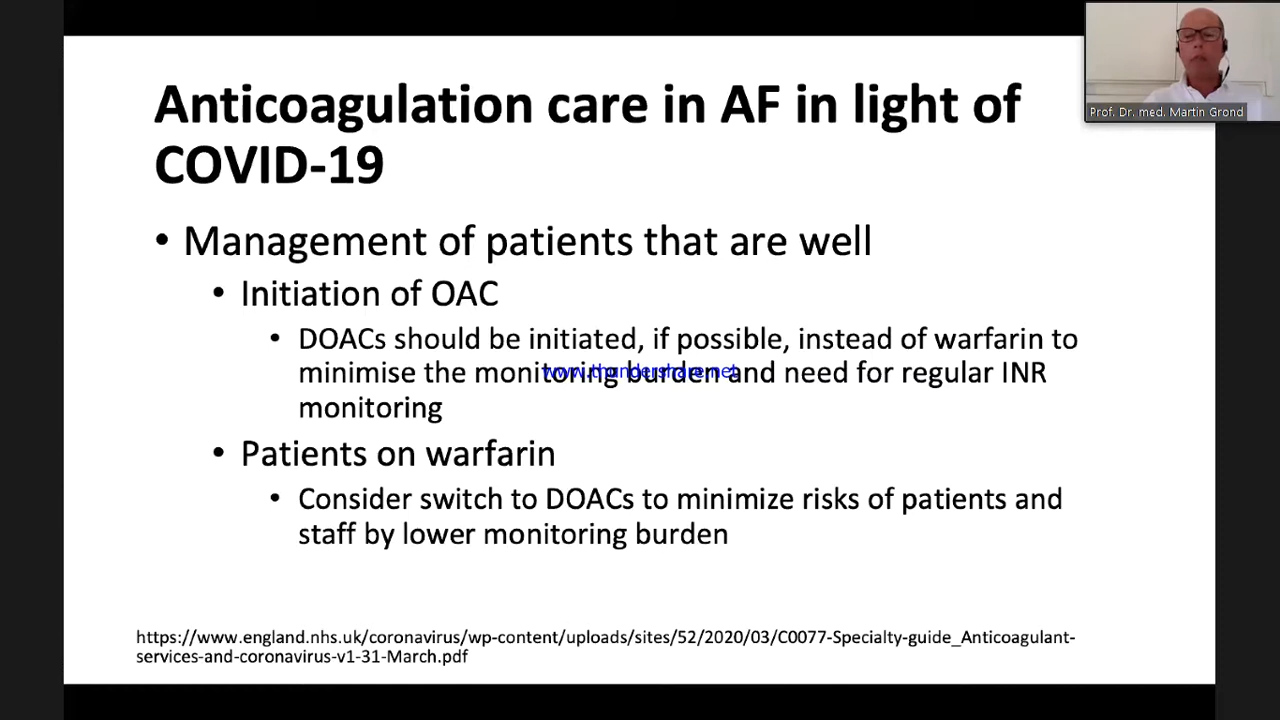 Anticoagulation care in AF in light of
COVID-19
• Management of patients that are well
• Initiation of OAC
• DOACs should be initiated, if possible, instead of warfarin to
minimise the monitoring burden and need for regular INR
monitoring
• Patients on warfarin
• Consider switch to DOACs to minimize risks of patients and
staff by lower monitoring burden
https://www.england.nhs.uk/coronavirus/wp-content/uploads/sites/52/2020/03/C0077-Specialty-guide_Anticoagulant-
services-and-coronavirus-v1-31-March.pdf
www.thundershare.net
Prof. Dr. med. Martin Grond